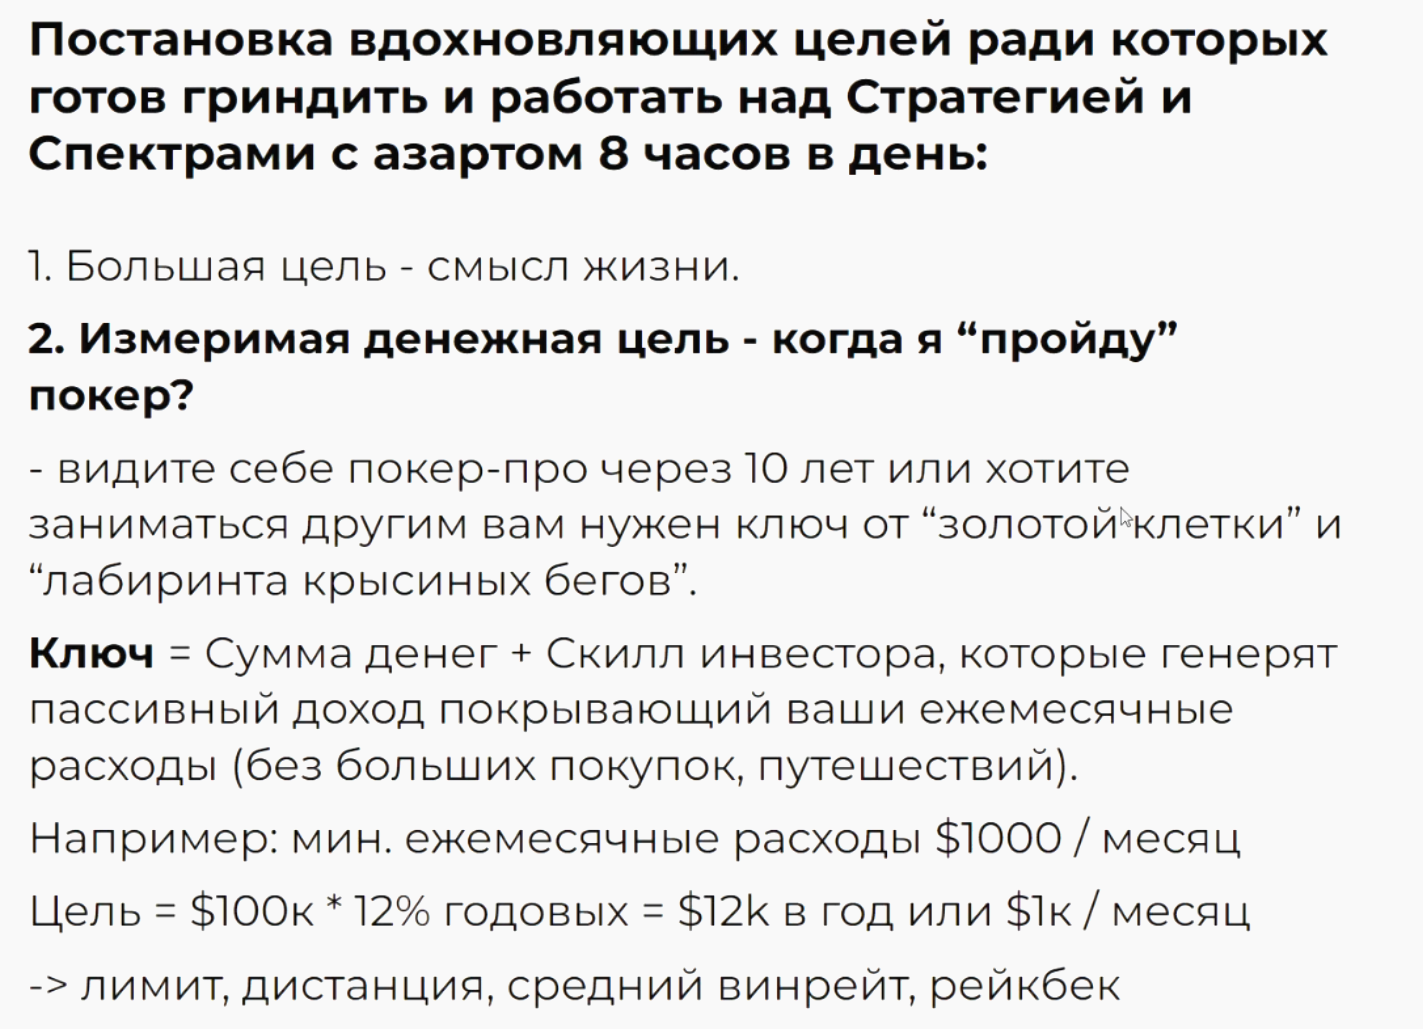 Постановка вдохновляющих целей ради которых
готов гриндить и работать над Стратегией и
Спектрами с азартом 8 часов в день:
1. Большая цель - смысл жизни.
2. Измеримая денежная цель - когда я “пройду”
покер?
- видите себе покер-про через 10 лет или хотите
заниматься другим вам нужен ключ от “золотой клетки” и
“лабиринта крысиных бегов”.
Ключ = Сумма денег + Скилл инвестора, которые генерят
пассивный доход покрывающий ваши ежемесячные
расходы (без больших покупок, путешествий).
Например: мин. ежемесячные расходы $1000 / месяц
Цель = $100к * 12% годовых = $12k в год или $1к / месяц
-> лимит, дистанция, средний винрейт, рейкбек